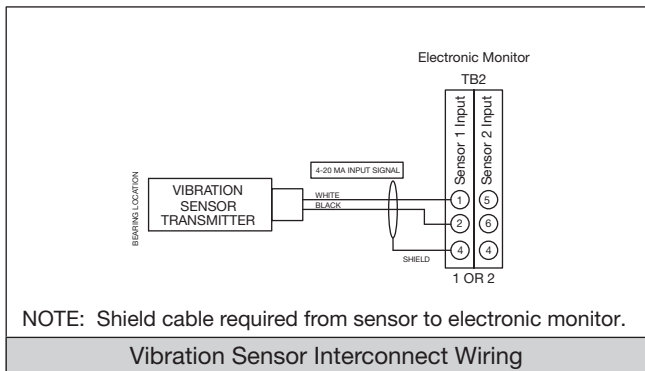 Electronic Monitor
TB2
Sensor 1 Input
Sensor 2 Input
4-20 MA INPUT SIGNAL
BEARING LOCATION
VIBRATION
SENSOR
TRANSMITTER
WHITE
BLACK
1 5
2 6
4 4
SHIELD
1 OR 2
NOTE: Shield cable required from sensor to electronic monitor.
Vibration Sensor Interconnect Wiring